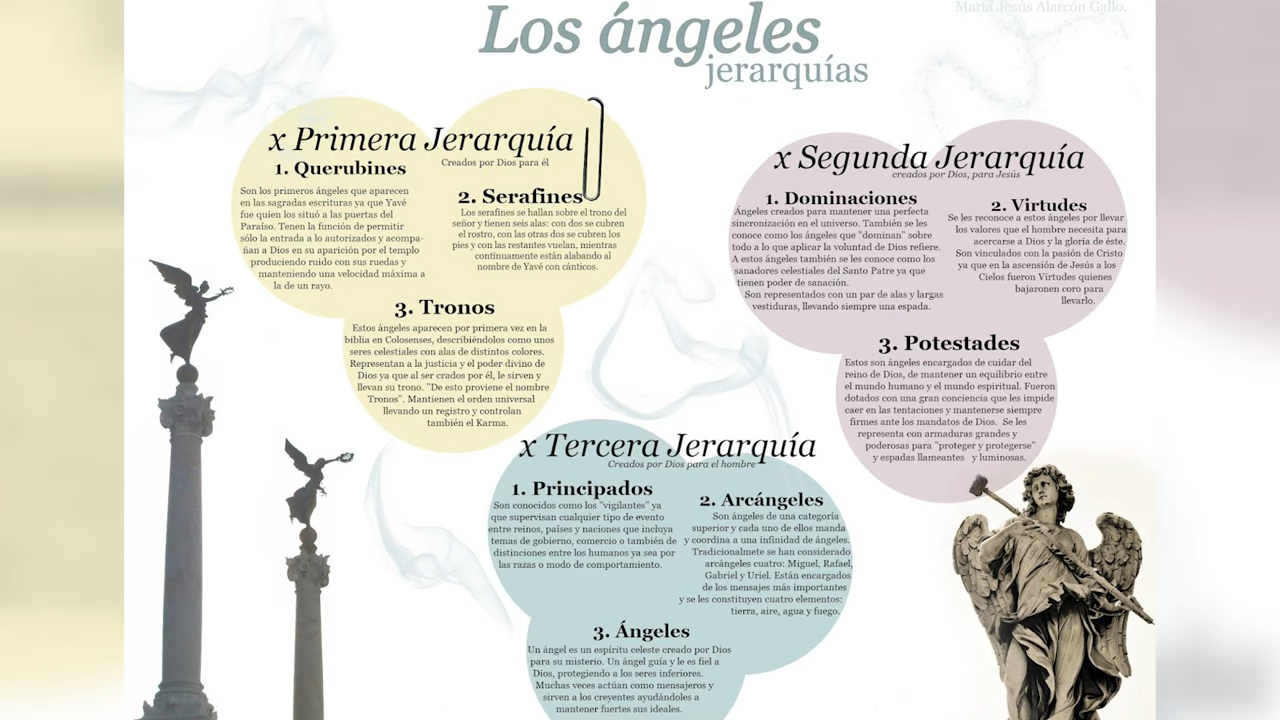 María Jesús Alarcón Gallo.
Los ángeles
jerarquías
x Primera Jerarquía
Creados por Dios para él
1. Querubines
Son los primeros ángeles que aparecen
en las sagradas escrituras ya que Yavé
fue quien los situó a las puertas del
Paraíso. Tenen la función de permitir
sólo la entrada a lo autorizados y acompa-
ñan a Dios en su aparición por el templo
produciendo ruido con sus ruedas y
manteniendo una velocidad máxima a
la de un rayo.
2. Serafines
Los serafines se hallan sobre el trono del
señor y tienen seis alas: con dos se cubren
el rostro, con las otras dos se cubren los
pies y con las restantes vuelan, mientras
continuamente están alabando al
nombre de Yavé con cánticos.
3. Tronos
Estos ángeles aparecen por primera vez en la
biblia en Colosenses, describiéndolos como unos
seres celestiales con alas de distintos colores.
Representan a la justicia y el poder divino de
Dios ya que al ser crados por él, le sirven y
llevan su trono. "De esto proviene el nombre
Tronos". Mantienen el orden universal
llevando un registro y controlan
también el Karma.
x Segunda Jerarquía
creados por Dios, para Jesús
1. Dominaciones
Ángeles creados para mantener una perfecta
sincronización en el universo. También se les
conoce como los ángeles que "dominan" sobre
todo a lo que aplicar la voluntad de Dios refiere.
A estos ángeles también se les conoce como los
sanadores celestiales del Santo Patre ya que
tienen poder de sanación.
Son representados con un par de alas y largas
vestiduras, llevando siempre una espada.
2. Virtudes
Se les reconoce a estos ángeles por llevar
los valores que el hombre necesita para
acercarse a Dios y la gloria de éste.
Son vinculados con la pasión de Cristo
ya que en la ascensión de Jesús a los
Cielos fueron Virtudes quienes
bajaronen coro para
llevarlo.
3. Potestades
Estos son ángeles encargados de cuidar del
reino de Dios, de mantener un equilibrio entre
el mundo humano y el mundo espiritual. Fueron
dotados con una gran conciencia que les impide
caer en las tentaciones y mantenerse siempre
firmes ante los mandatos de Dios. Se les
representa con armaduras grandes y
poderosas para "proteger y protegerse"
y espadas llameantes y luminosas.
x Tercera Jerarquía
Creados por Dios para el hombre
1. Principados
Son conocidos como los "vigilantes" ya
que supervisan cualquier tipo de evento
entre reinos, países y naciones que incluya
temas de gobierno, comercio o también de
distinciones entre los humanos ya sea por
las razas o modo de comportamiento.
2. Arcángeles
Son ángeles de una categoría
superior y cada uno de ellos manda
y coordina a una infinidad de ángeles.
Tradicionalmete se han considerado
arcángeles cuatro: Miguel, Rafael,
Gabriel y Uriel. Están encargados
de los mensajes más importantes
y se les constituyen cuatro elementos:
tierra, aire, agua y fuego.
3. Ángeles
Un ángel es un espíritu celeste creado por Dios
para su misterio. Un ángel guía y le es fiel a
Dios, protegiendo a los seres inferiores.
Muchas veces actúan como mensajeros y
sirven a los creyentes ayudándoles a
mantener fuertes sus ideales.